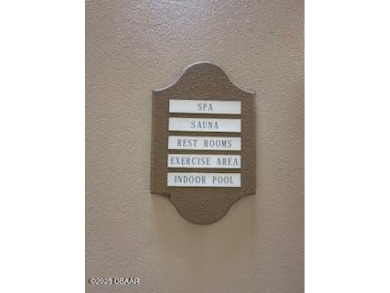 SPA
SAUNA
REST ROOMS
EXERCISE AREA
INDOOR POOL
©2025 DBAAR